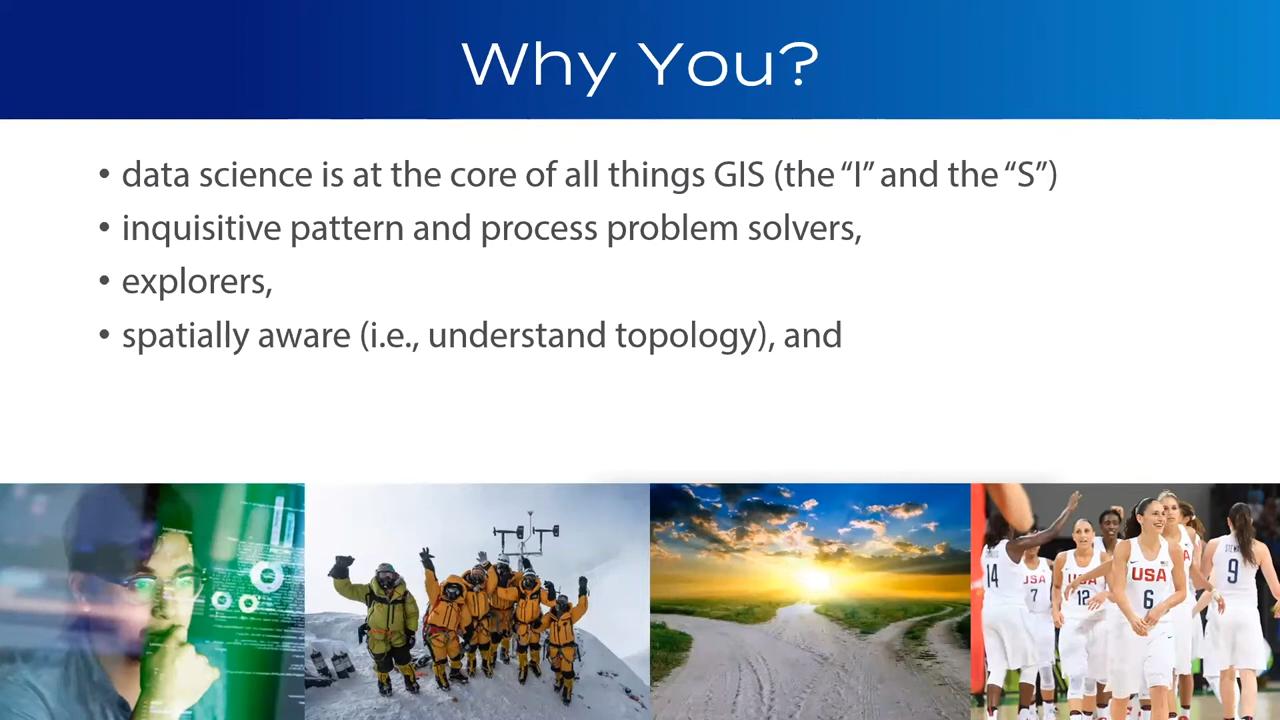 Why You?
• data science is at the core of all things GIS (the “I” and the “S”)
• inquisitive pattern and process problem solvers,
• explorers,
• spatially aware (i.e., understand topology), and
14
USA
7
USA
12
USA
6
9